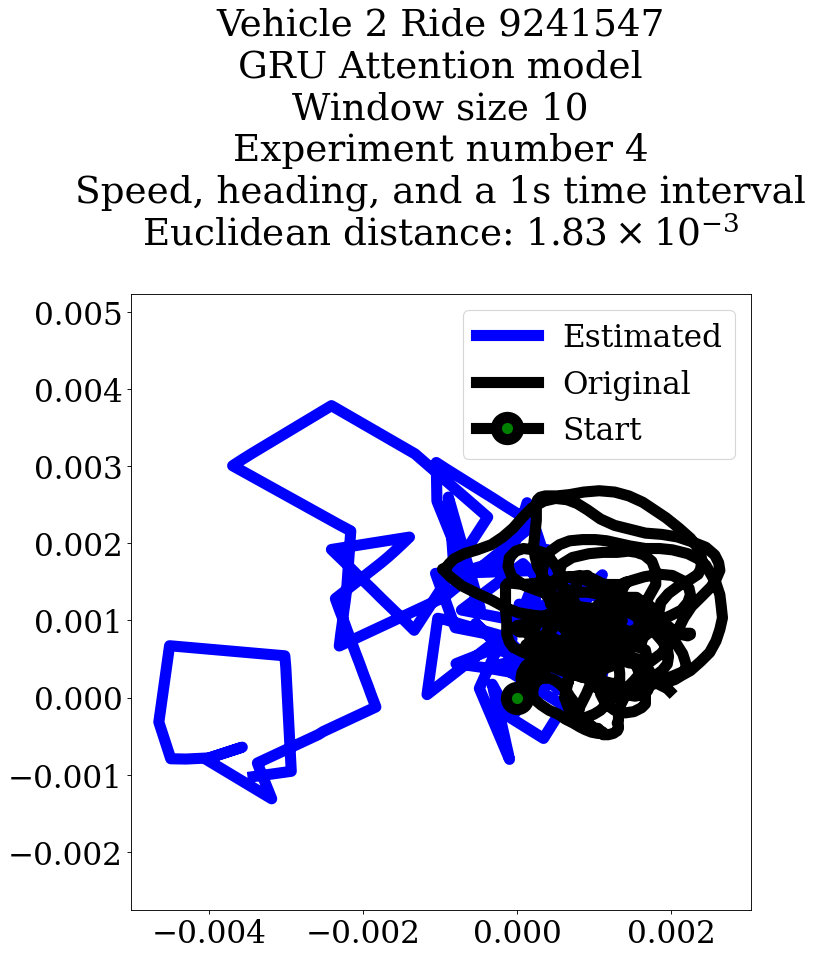 Vehicle 2 Ride 9241547
GRU Attention model
Window size 10
Experiment number 4
Speed, heading, and a 1s time interval
Euclidean distance: 1.83 × 10⁻³
Estimated
Original
Start
0.005
0.004
0.003
0.002
0.001
0.000
−0.001
−0.002
−0.004 −0.002 0.000 0.002